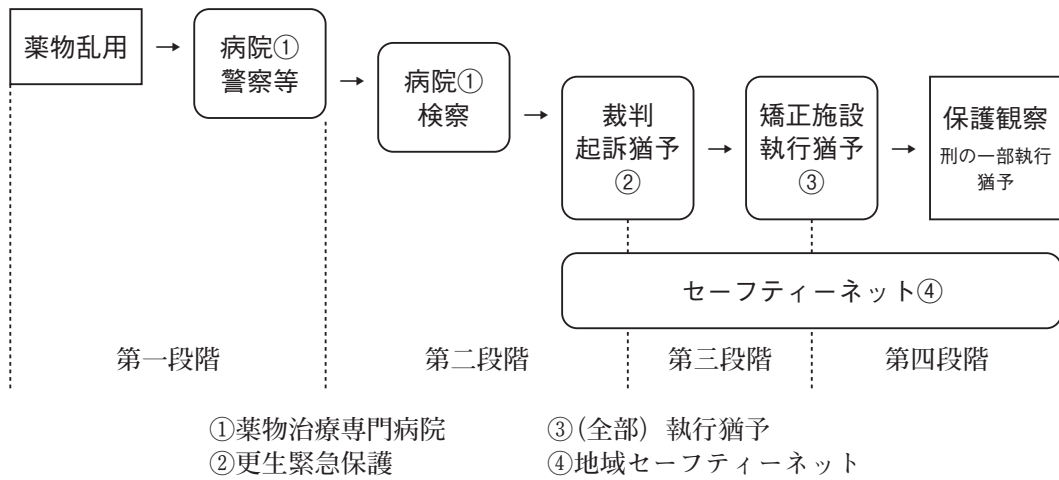 薬物乱用
→
病院①
警察等
→
病院①
検察
→
裁判
起訴猶予
②
→
矯正施設
執行猶予
③
→
保護観察
刑の一部執行
猶予
セーフティーネット④
第一段階
第二段階
第三段階
第四段階
①薬物治療専門病院
③(全部) 執行猶予
②更生緊急保護
④地域セーフティーネット